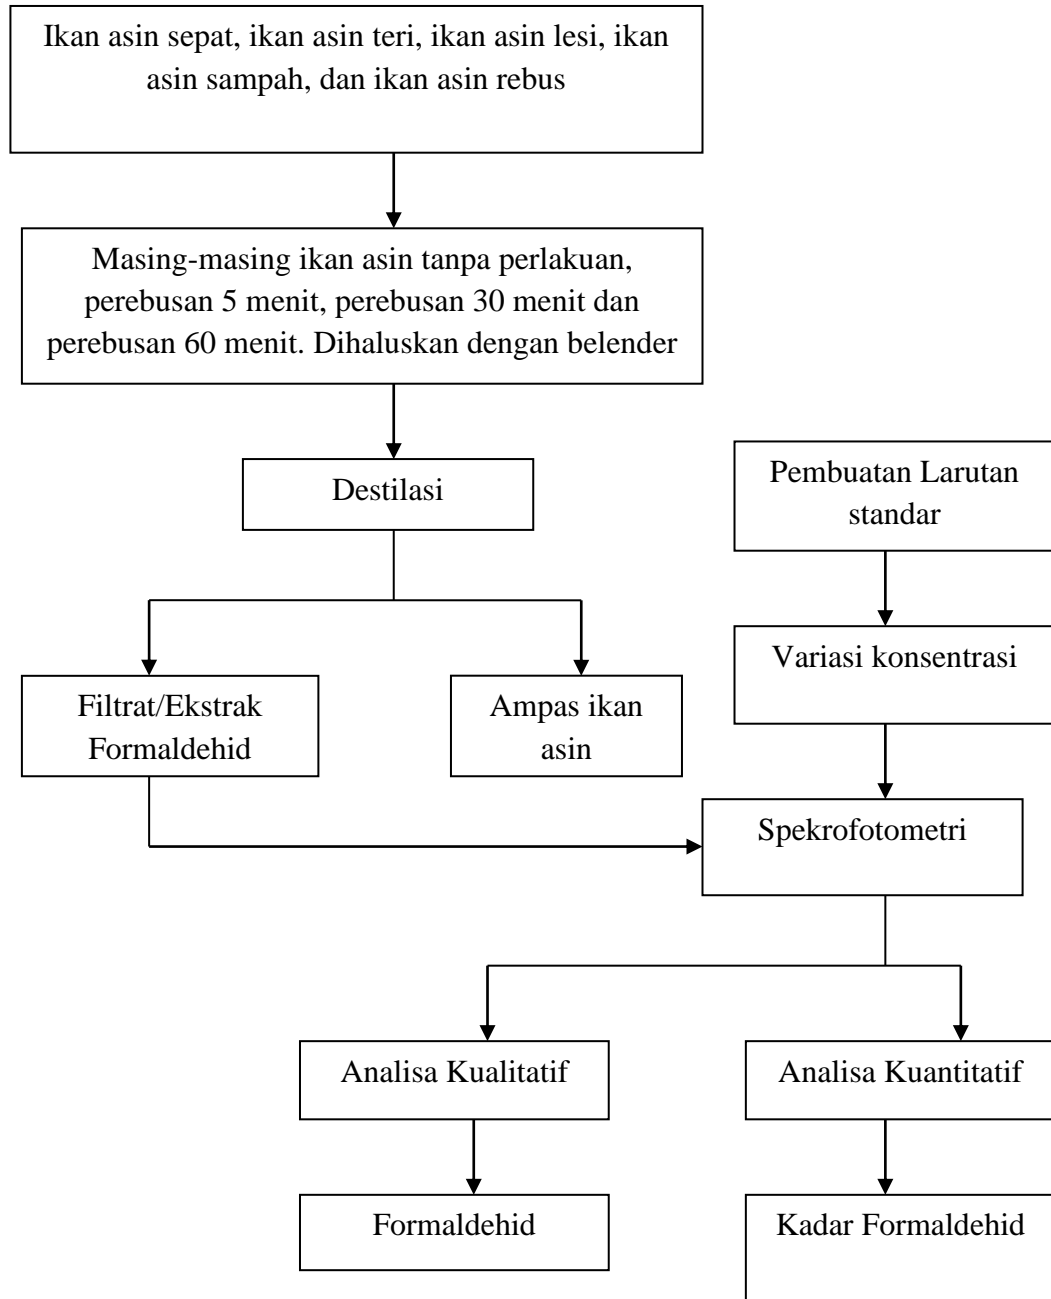 Ikan asin sepat, ikan asin teri, ikan asin lesi, ikan
asin sampah, dan ikan asin rebus
Masing-masing ikan asin tanpa perlakuan,
perebusan 5 menit, perebusan 30 menit dan
perebusan 60 menit. Dihaluskan dengan belender
Destilasi
Pembuatan Larutan
standar
Variasi konsentrasi
Filtrat/Ekstrak
Formaldehid
Ampas ikan
asin
Spekrofotometri
Analisa Kualitatif
Analisa Kuantitatif
Formaldehid
Kadar Formaldehid